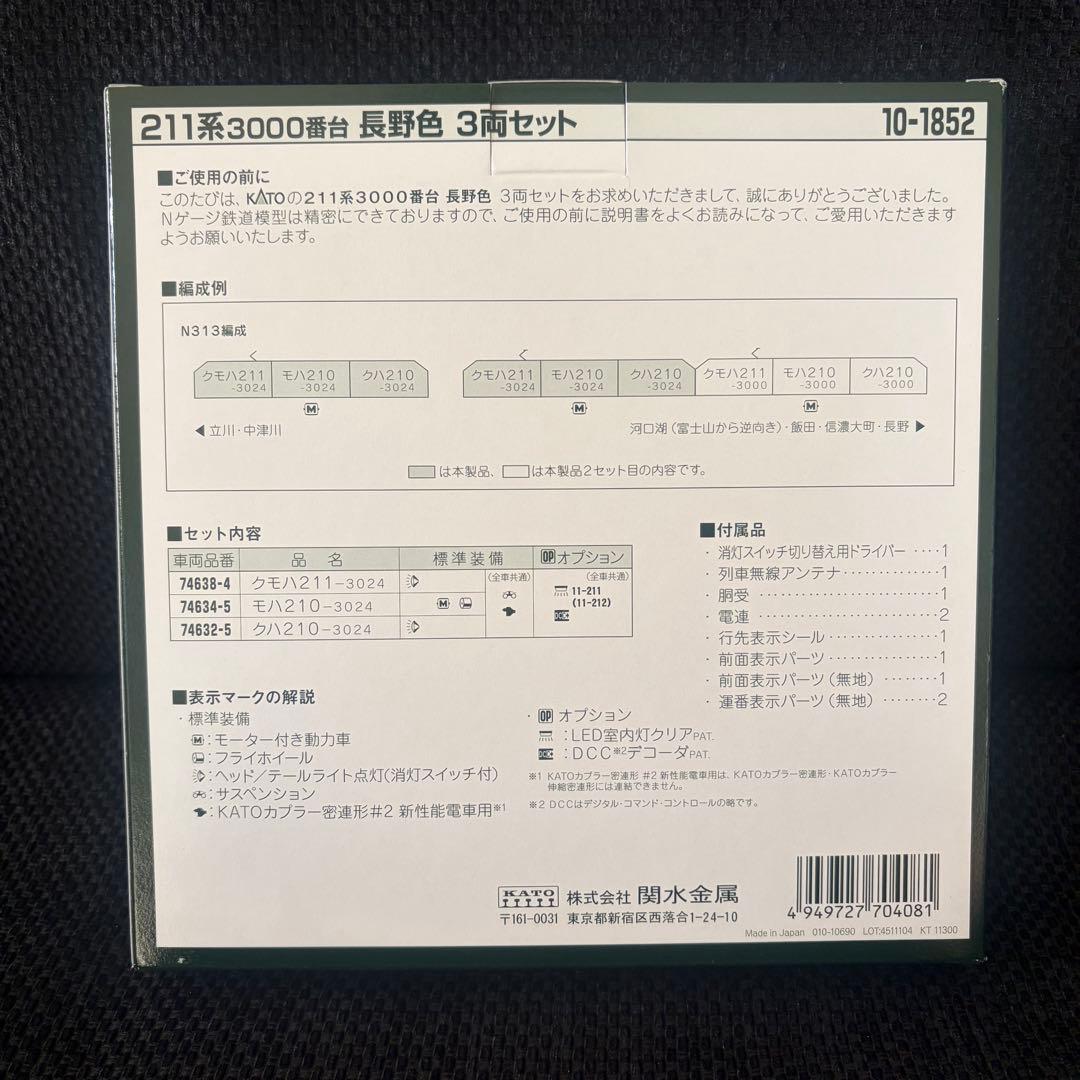 211系3000番台 長野色 3両セット 10-1852
■ご使用の前に
このたびは、KATOの211系3000番台 長野色 3両セットをお求めいただきまして、誠にありがとうございました。
Nゲージ鉄道模型は精密にできておりますので、ご使用の前に説明書をよくお読みになって、ご愛用いただきます
ようお願いいたします。
■編成例
N313編成
クモハ211 -3024 モハ210 -3024 クハ210 -3024
クモハ211 -3024 モハ210 -3024 クハ210 -3024 クモハ211 -3000 モハ210 -3000 クハ210 -3000
M M M
◀立川・中津川
河口湖(富士山から逆向き)・飯田・信濃大町・長野▶
は本製品、 は本製品2セット目の内容です。
■セット内容
車両品番 品 名 標準装備 OPオプション
74638-4 クモハ211-3024 (全車共通) (全車共通)
74634-5 モハ210-3024 M 11-211
(11-212)
74632-5 クハ210-3024 DCC
■付属品
・消灯スイッチ切り替え用ドライバー‥‥1
・列車無線アンテナ‥‥‥‥‥‥1
・胴受‥‥‥‥‥‥‥‥‥‥1
・電連‥‥‥‥‥‥‥‥‥‥2
・行先表示シール‥‥‥‥‥‥1
・前面表示パーツ‥‥‥‥‥‥1
・前面表示パーツ(無地)‥‥‥‥1
・運番表示パーツ(無地)‥‥‥‥2
■表示マークの解説
・標準装備
M:モーター付き動力車
:フライホイール
:ヘッド/テールライト点灯(消灯スイッチ付)
:サスペンション
:KATOカプラー密連形#2 新性能電車用※1
・OP オプション
:LED室内灯クリアPAT.
DCC:DCC※2デコーダPAT.
※1 KATOカプラー密連形 #2 新性能電車用は、KATOカプラー密連形・KATOカプラー
伸縮密連形には連結できません。
※2 DCCはデジタル・コマンド・コントロールの略です。
KATO 株式会社 関水金属
〒161-0031 東京都新宿区西落合1-24-10
4 949727 704081
Made in Japan 010-10690 LOT:4511104 KT 11300